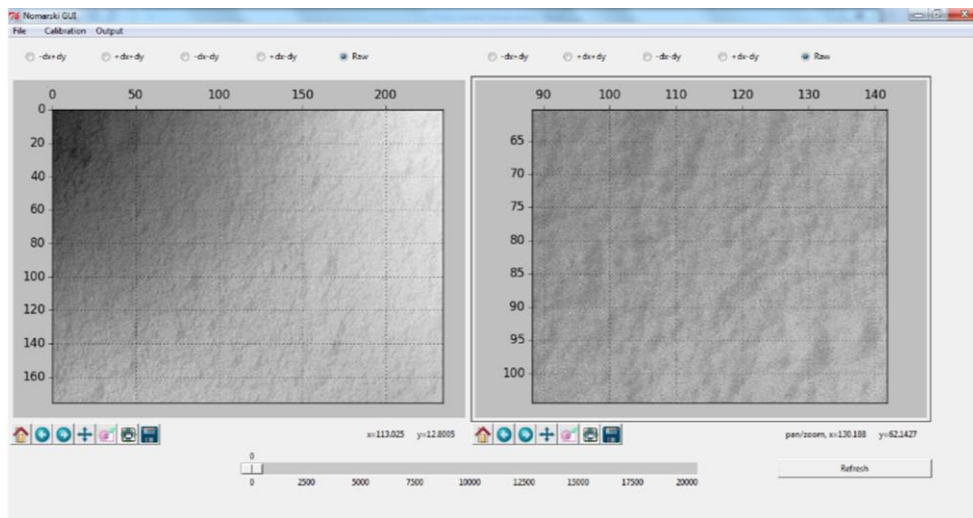 Nomarski GUI
File Calibration Output
-dx+dy +dx+dy -dx-dy +dx-dy Raw -dx+dy +dx+dy -dx-dy +dx-dy Raw
0 50 100 150 200
0
20
40
60
80
100
120
140
160
90 100 110 120 130 140
65
70
75
80
85
90
95
100
x=113.025 y=12.8005
pan/zoom, x=130.188 y=62.1427
0
0 2500 5000 7500 10000 12500 15000 17500 20000
Refresh